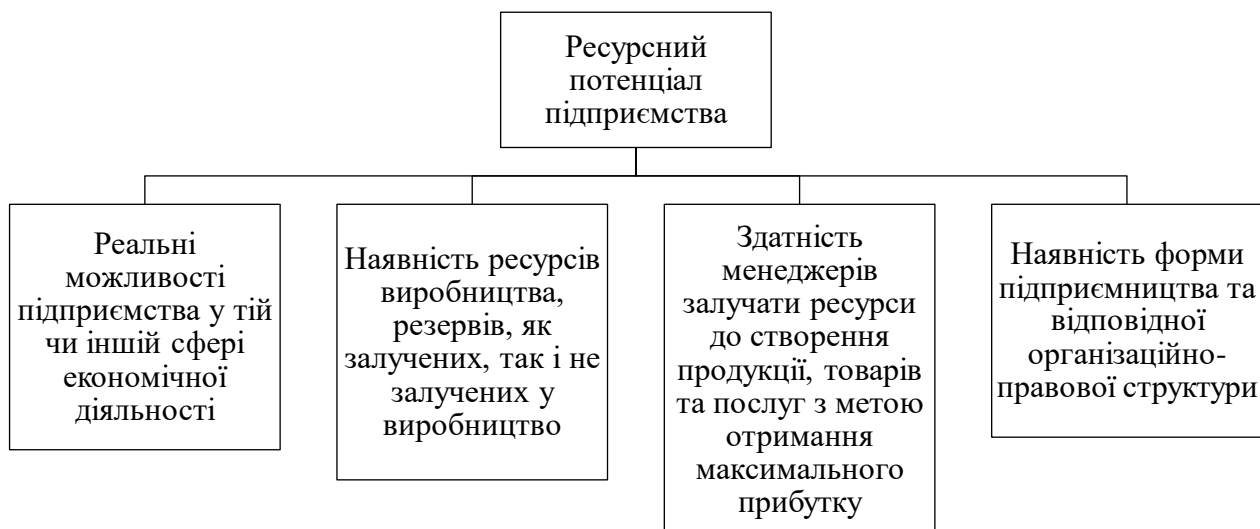 Ресурсний
потенціал
підприємства
Реальні
можливості
підприємства у тій
чи іншій сфері
економічної
діяльності
Наявність ресурсів
виробництва,
резервів, як
залучених, так і не
залучених у
виробництво
Здатність
менеджерів
залучати ресурси
до створення
продукції, товарів
та послуг з метою
отримання
максимального
прибутку
Наявність форми
підприємництва та
відповідної
організаційно-
правової структури